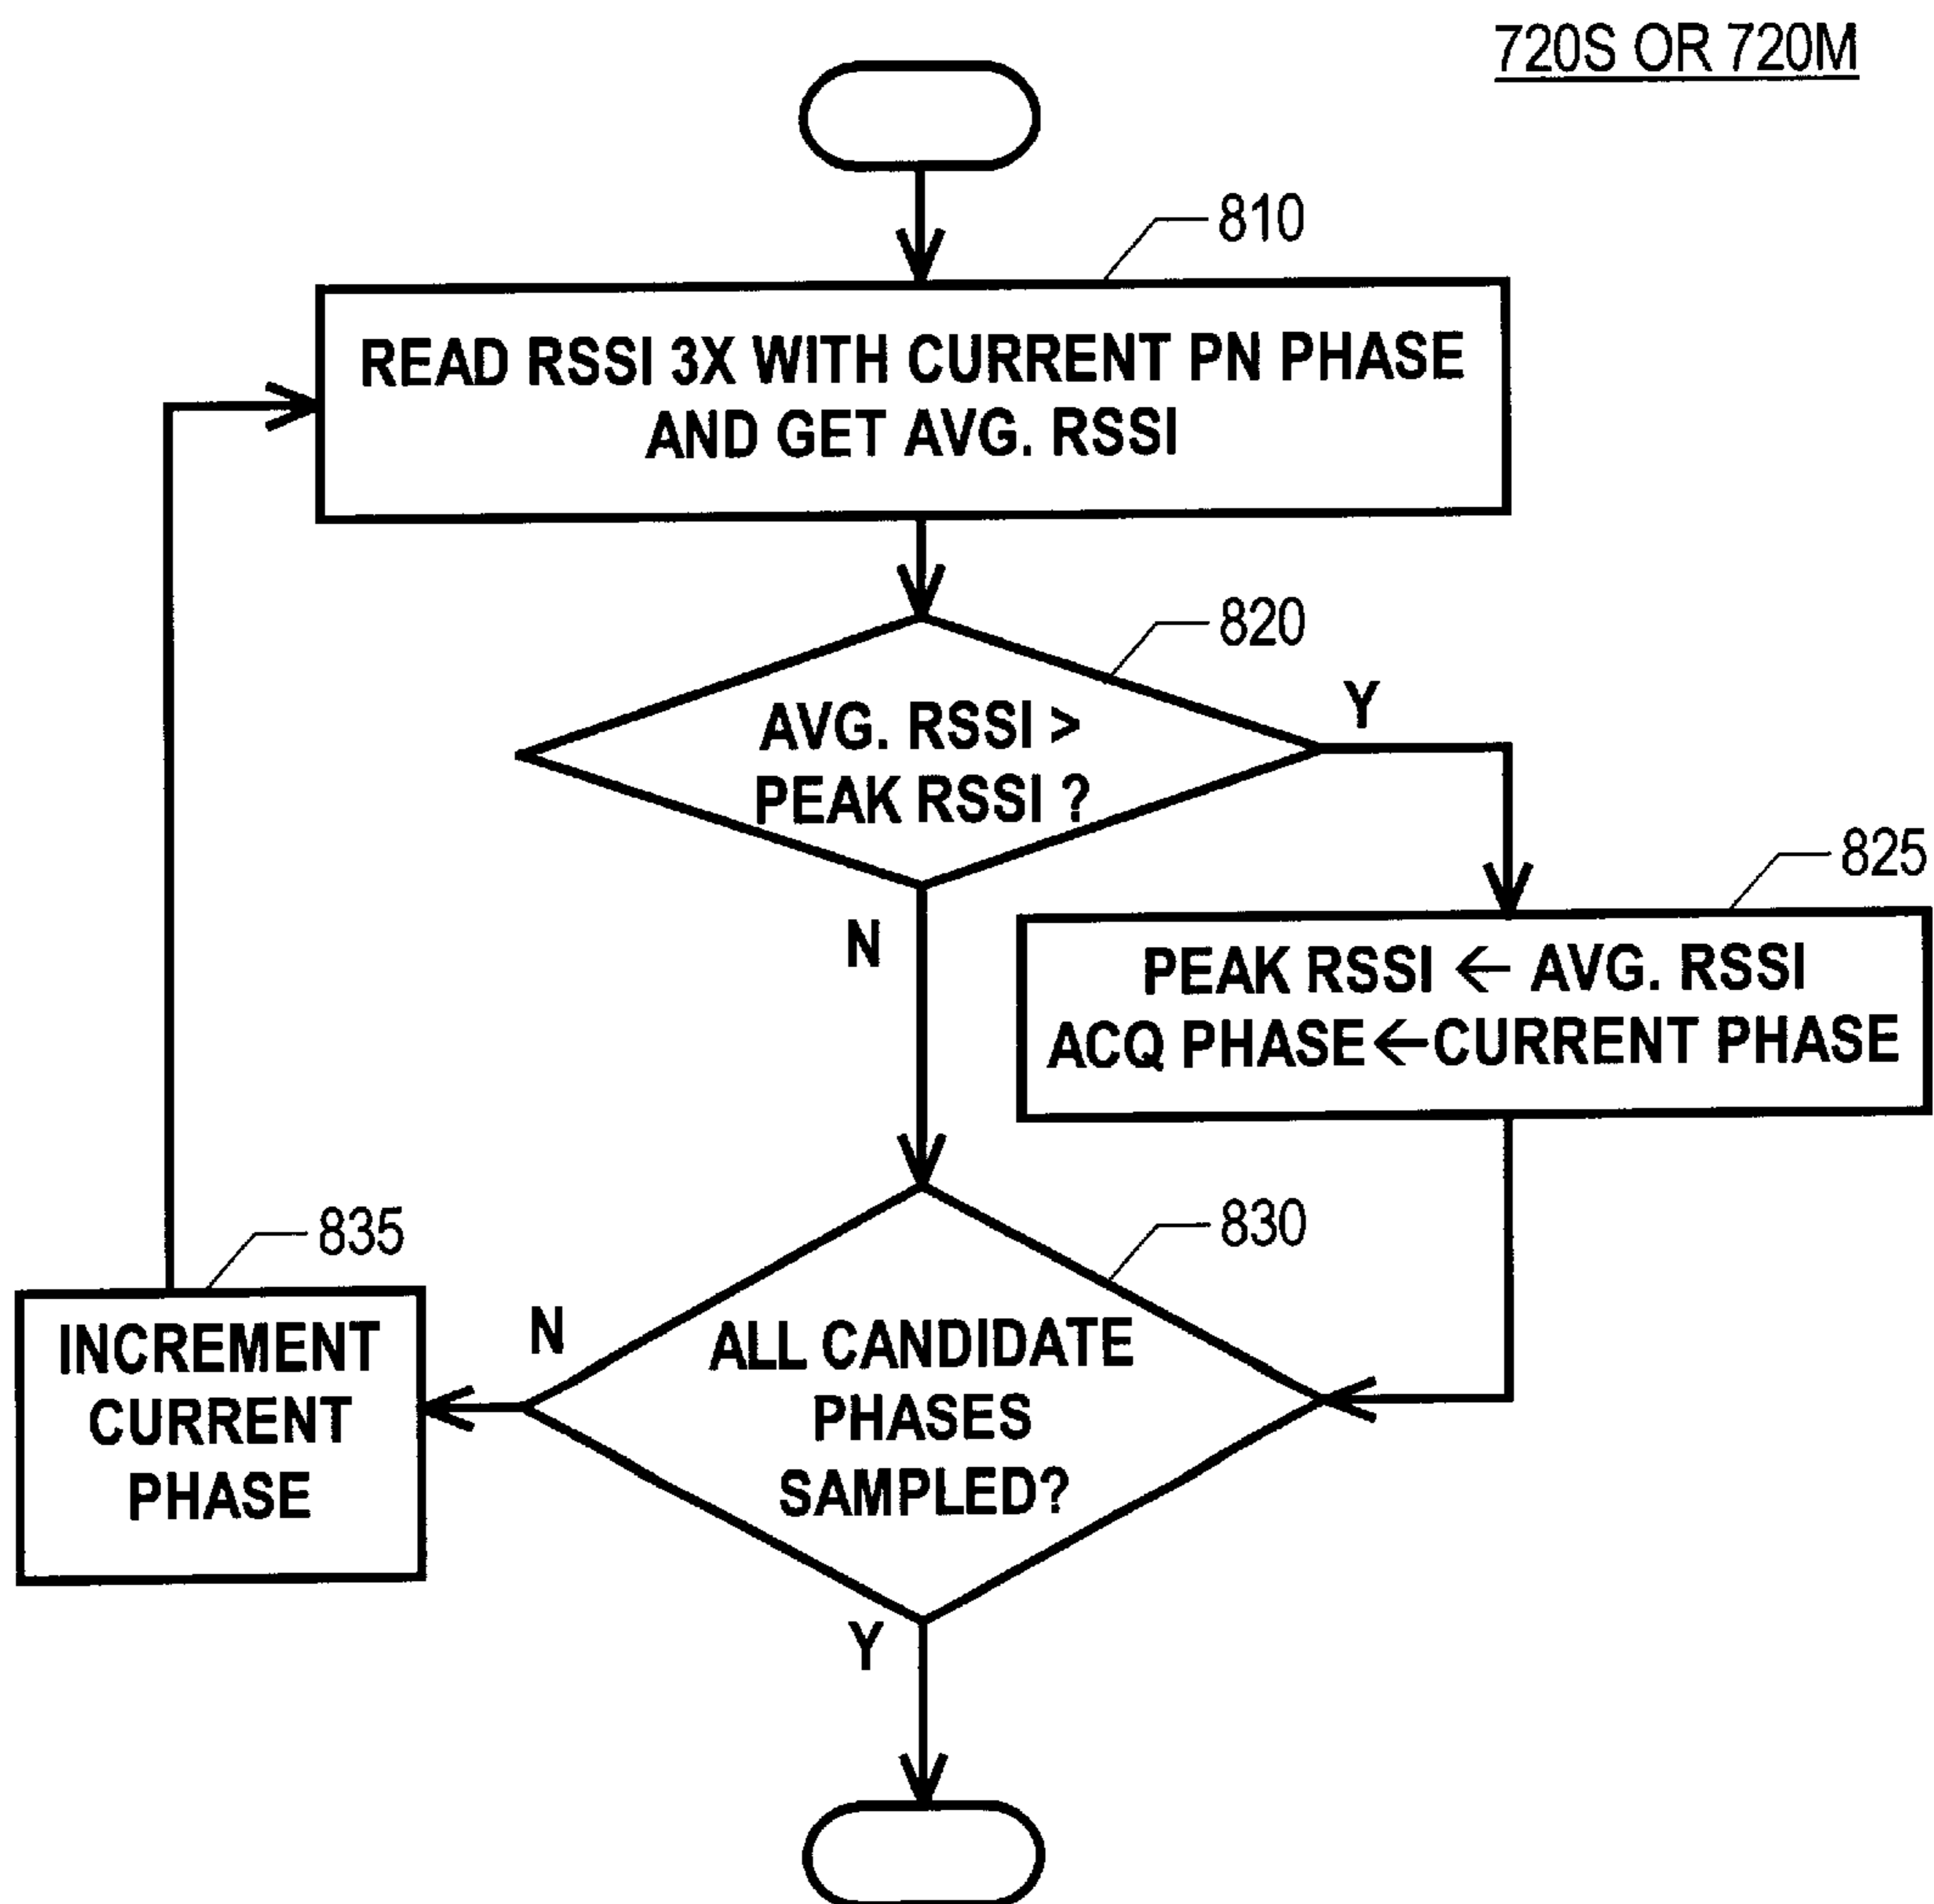 720S OR 720M
810
READ RSSI 3X WITH CURRENT PN PHASE
AND GET AVG. RSSI
820
AVG. RSSI >
PEAK RSSI ?
Y
N
825
PEAK RSSI ← AVG. RSSI
ACQ PHASE←CURRENT PHASE
830
ALL CANDIDATE
PHASES
SAMPLED?
N
835
INCREMENT
CURRENT
PHASE
Y